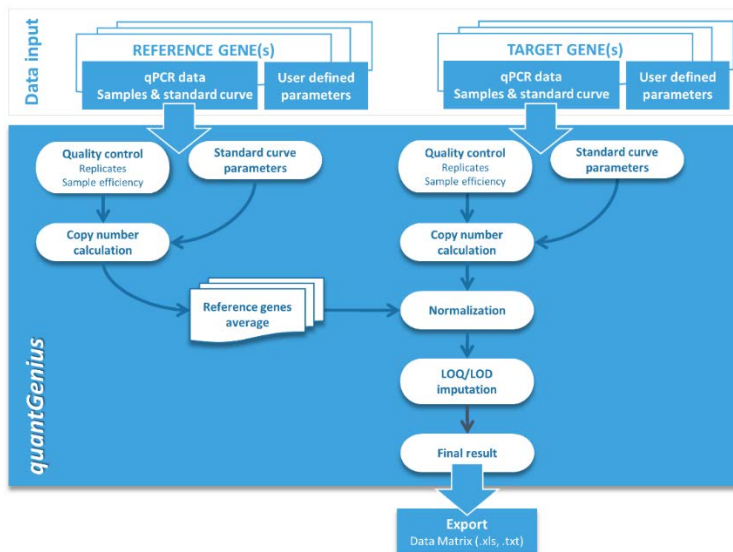 Data input
REFERENCE GENE(s)
qPCR data
Samples & standard curve
User defined
parameters
TARGET GENE(s)
qPCR data
Samples & standard curve
User defined
parameters
quantGenius
Quality control
Replicates
Sample efficiency
Standard curve
parameters
Copy number
calculation
Reference genes
average
Quality control
Replicates
Sample efficiency
Standard curve
parameters
Copy number
calculation
Normalization
LOQ/LOD
imputation
Final result
Export
Data Matrix (.xls, .txt)